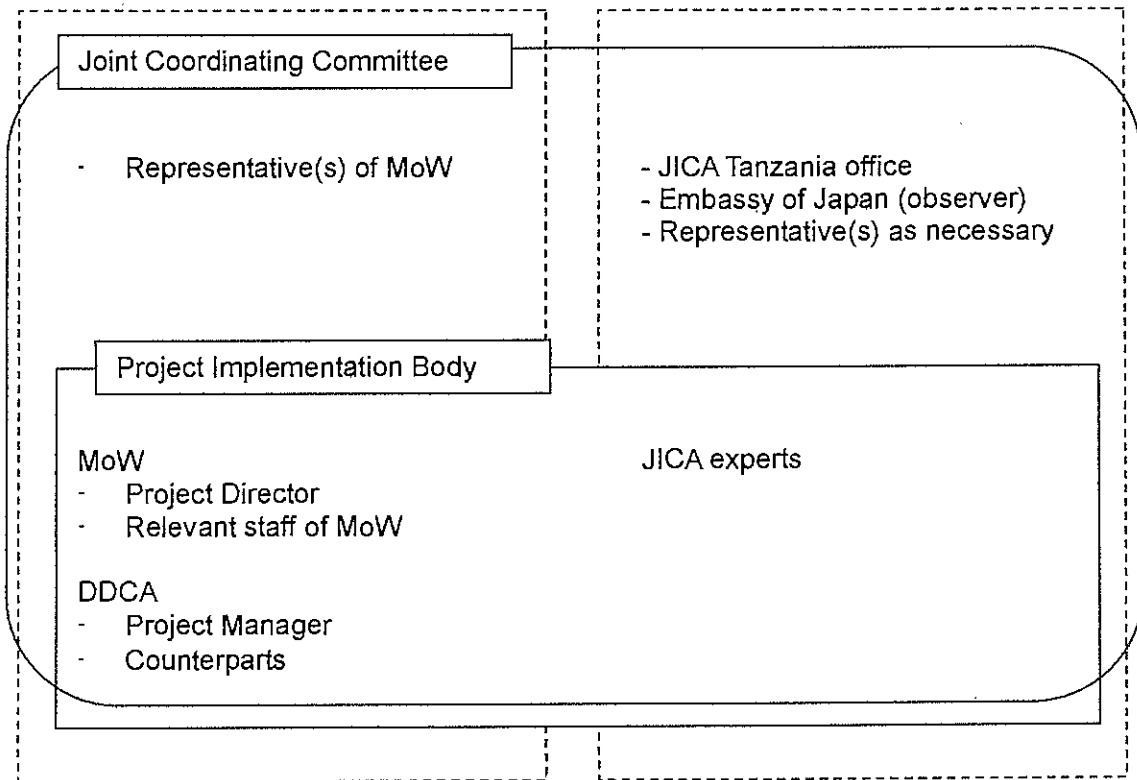 Joint Coordinating Committee
- Representative(s) of MoW
- JICA Tanzania office
- Embassy of Japan (observer)
- Representative(s) as necessary
Project Implementation Body
MoW
- Project Director
- Relevant staff of MoW
DDCA
- Project Manager
- Counterparts
JICA experts